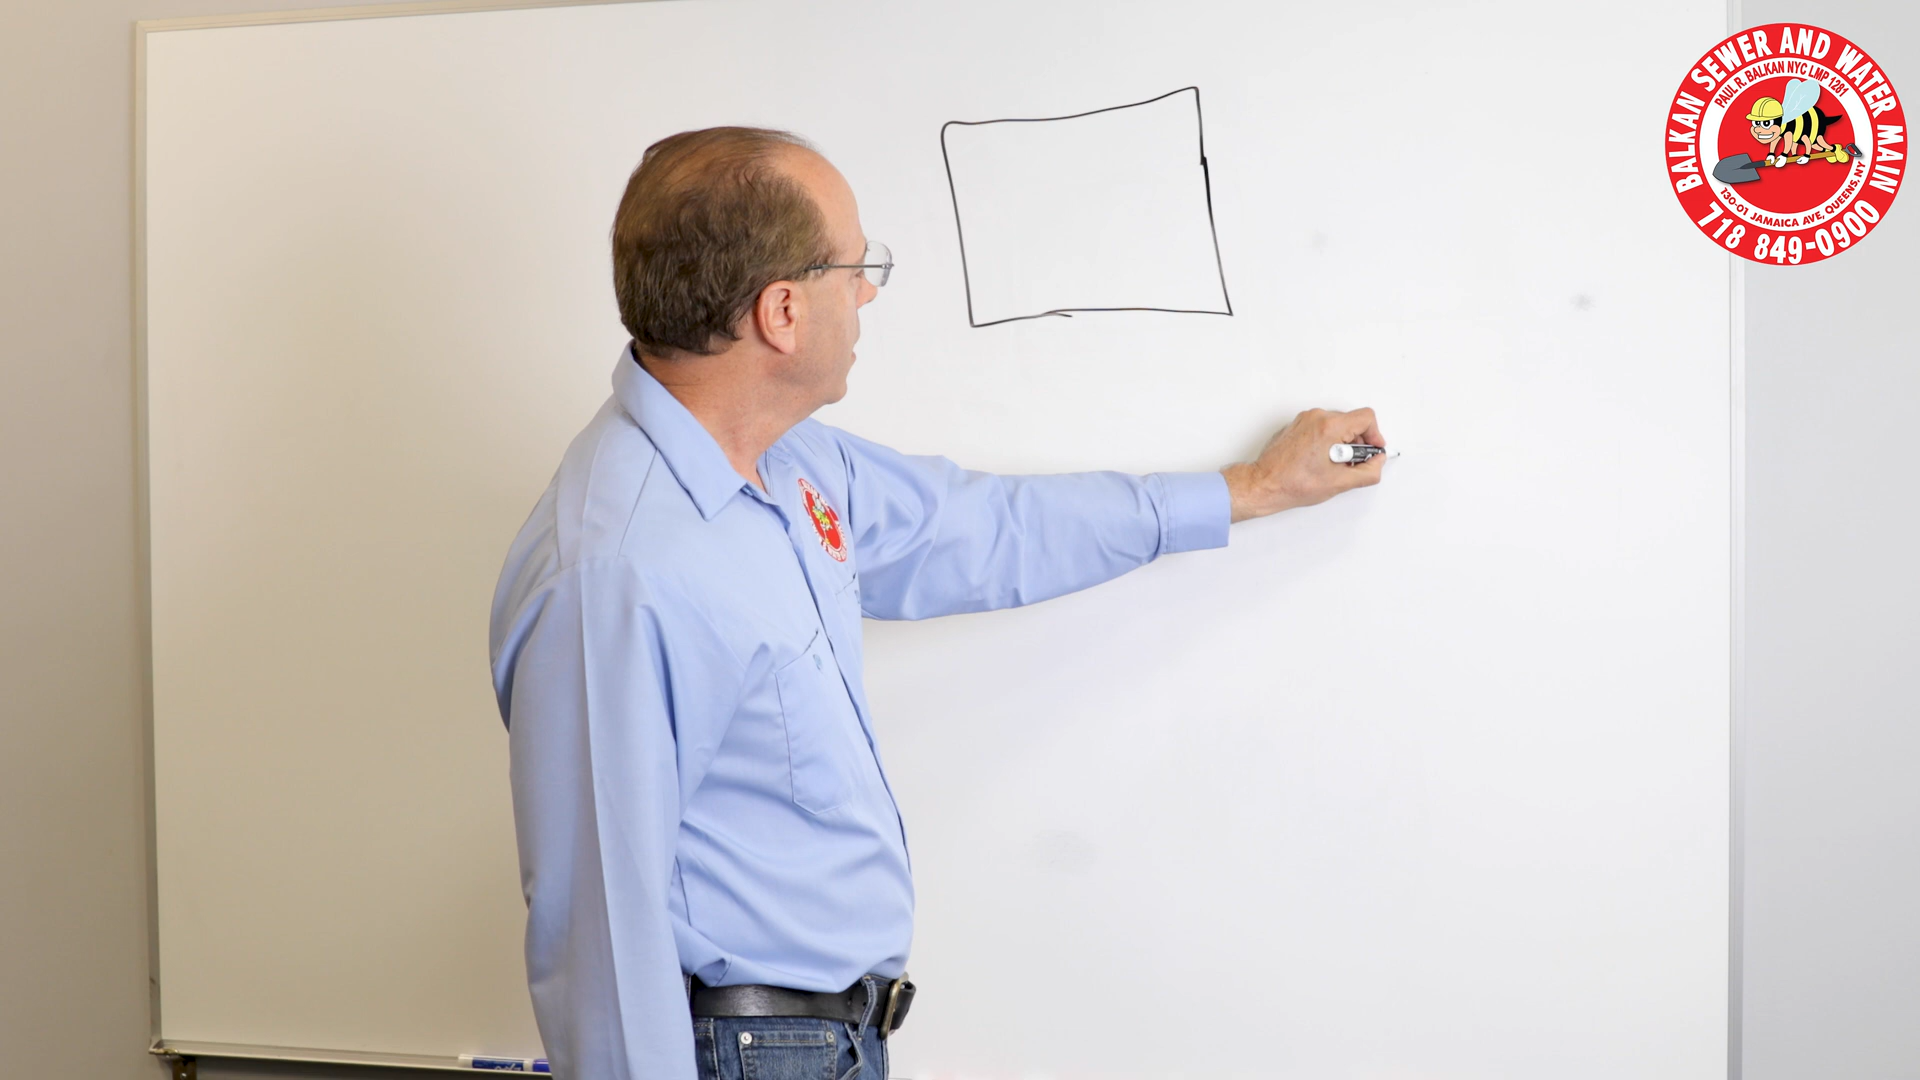 BALKAN SEWER AND WATER MAIN
PAUL R. BALKAN NYC LMP 1281
130-01 JAMAICA AVE, QUEENS, NY
718 849-0900